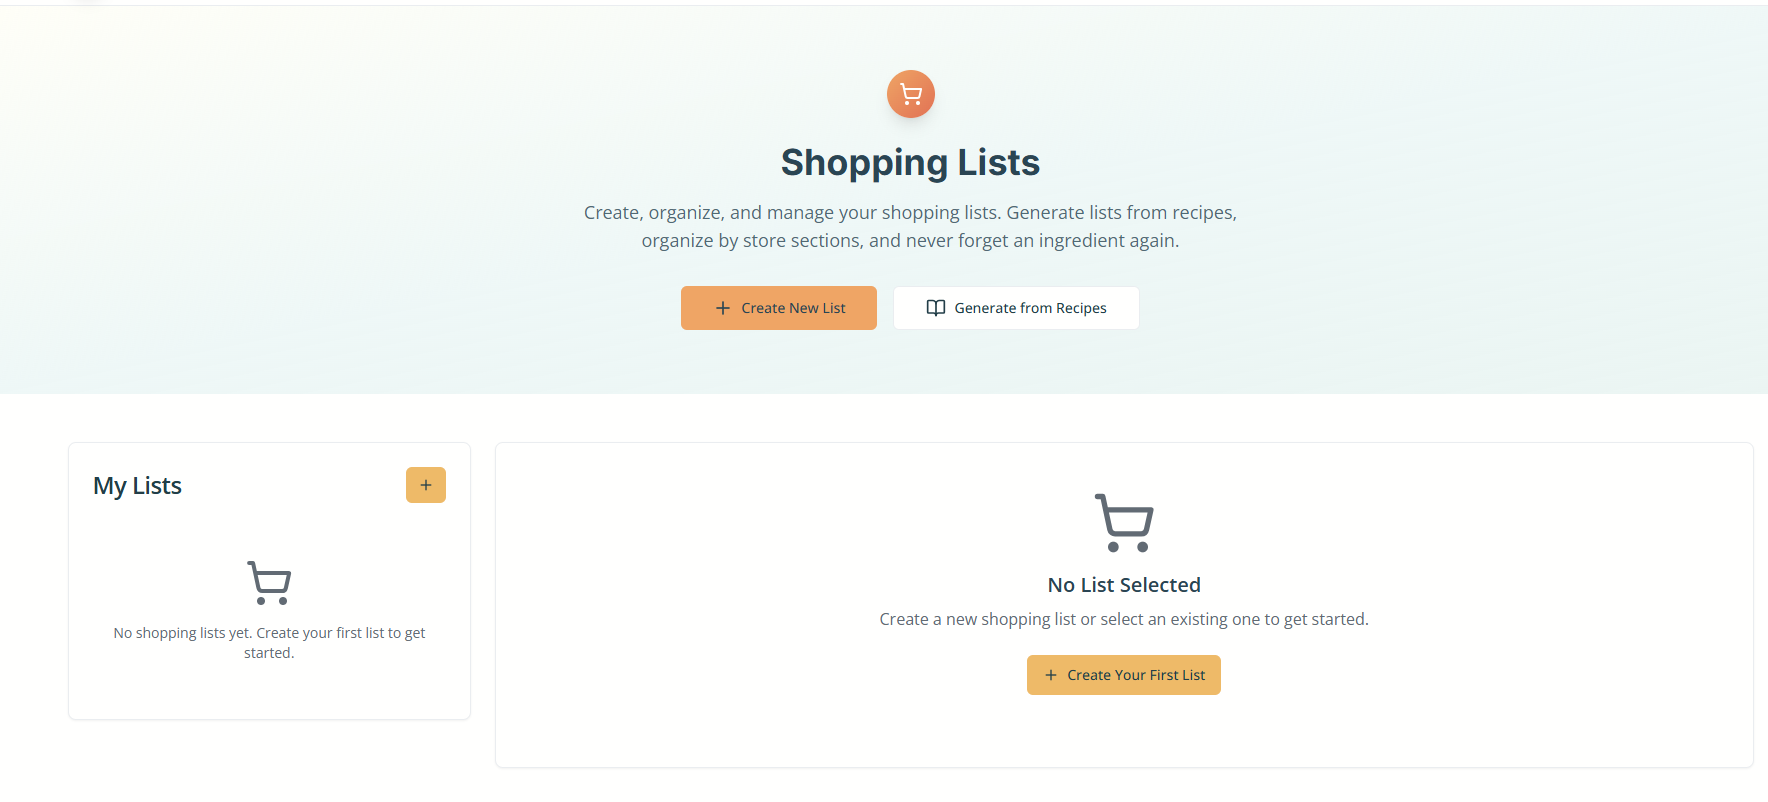 Shopping Lists
Create, organize, and manage your shopping lists. Generate lists from recipes,
organize by store sections, and never forget an ingredient again.
Create New List
Generate from Recipes
My Lists
No shopping lists yet. Create your first list to get
started.
No List Selected
Create a new shopping list or select an existing one to get started.
Create Your First List